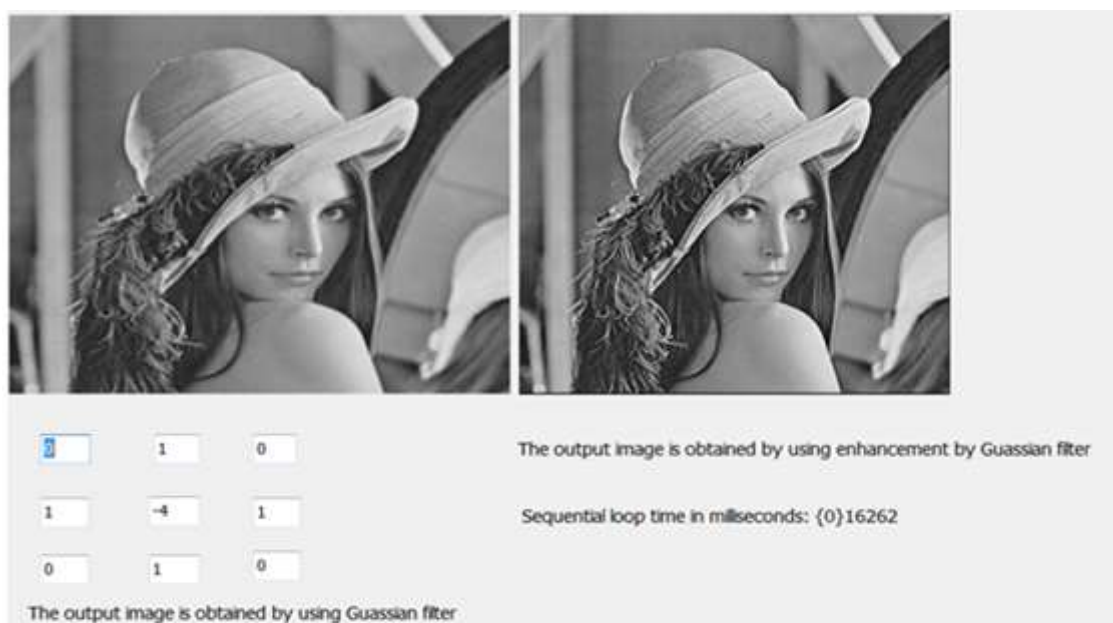 0 1 0
The output image is obtained by using enhancement by Guassian filter
1 -4 1
Sequential loop time in milliseconds: {0}16262
0 1 0
The output image is obtained by using Guassian filter